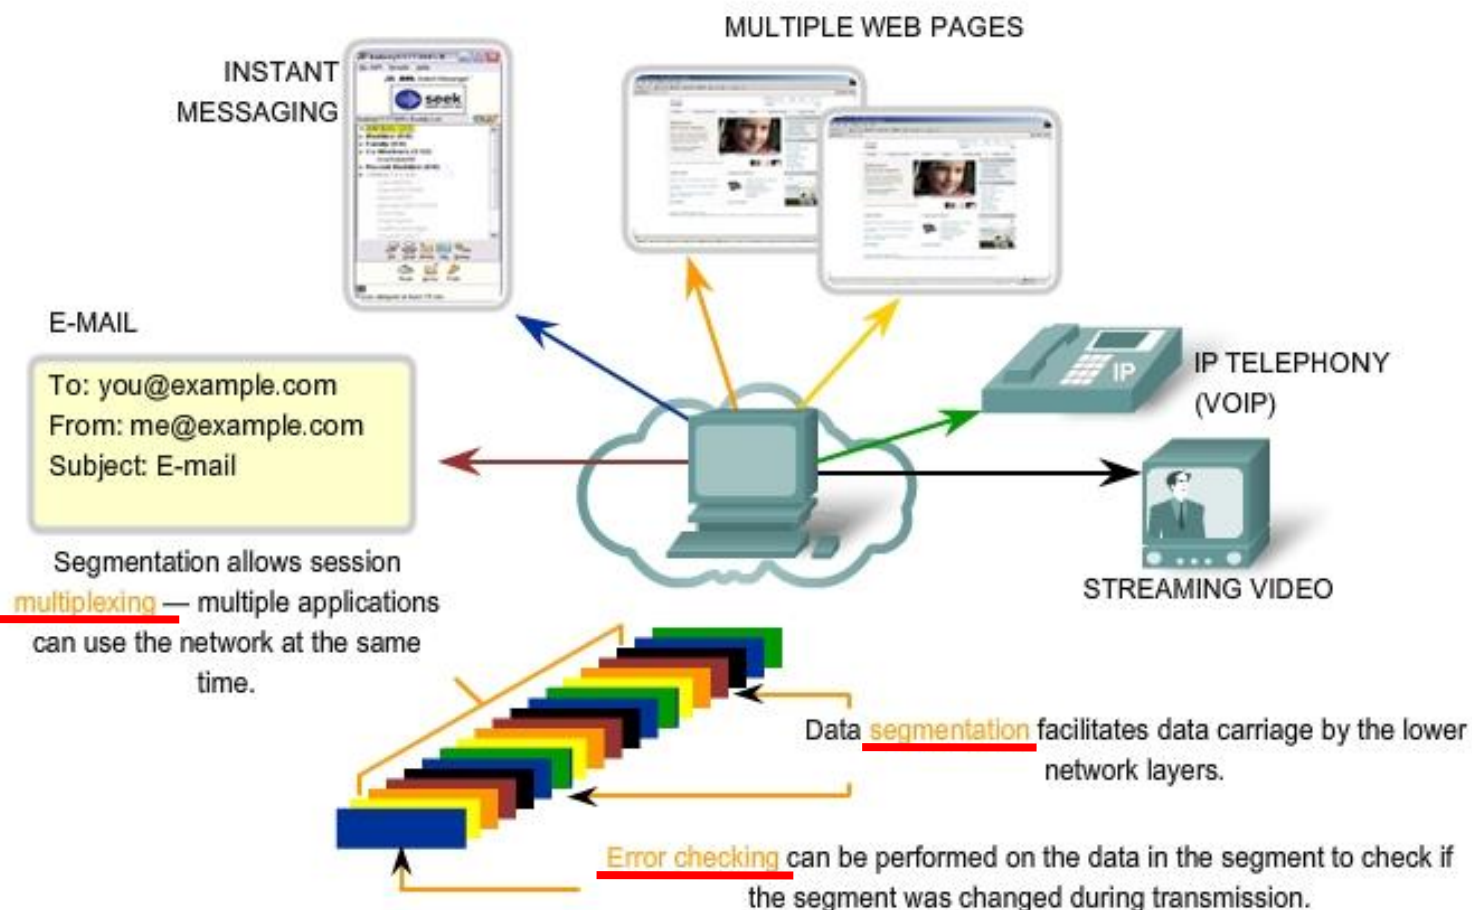 MULTIPLE WEB PAGES
INSTANT
MESSAGING
seek
E-MAIL
To: you@example.com
From: me@example.com
Subject: E-mail
IP
IP TELEPHONY
(VOIP)
STREAMING VIDEO
Segmentation allows session
multiplexing — multiple applications
can use the network at the same
time.
Data segmentation facilitates data carriage by the lower
network layers.
Error checking can be performed on the data in the segment to check if
the segment was changed during transmission.